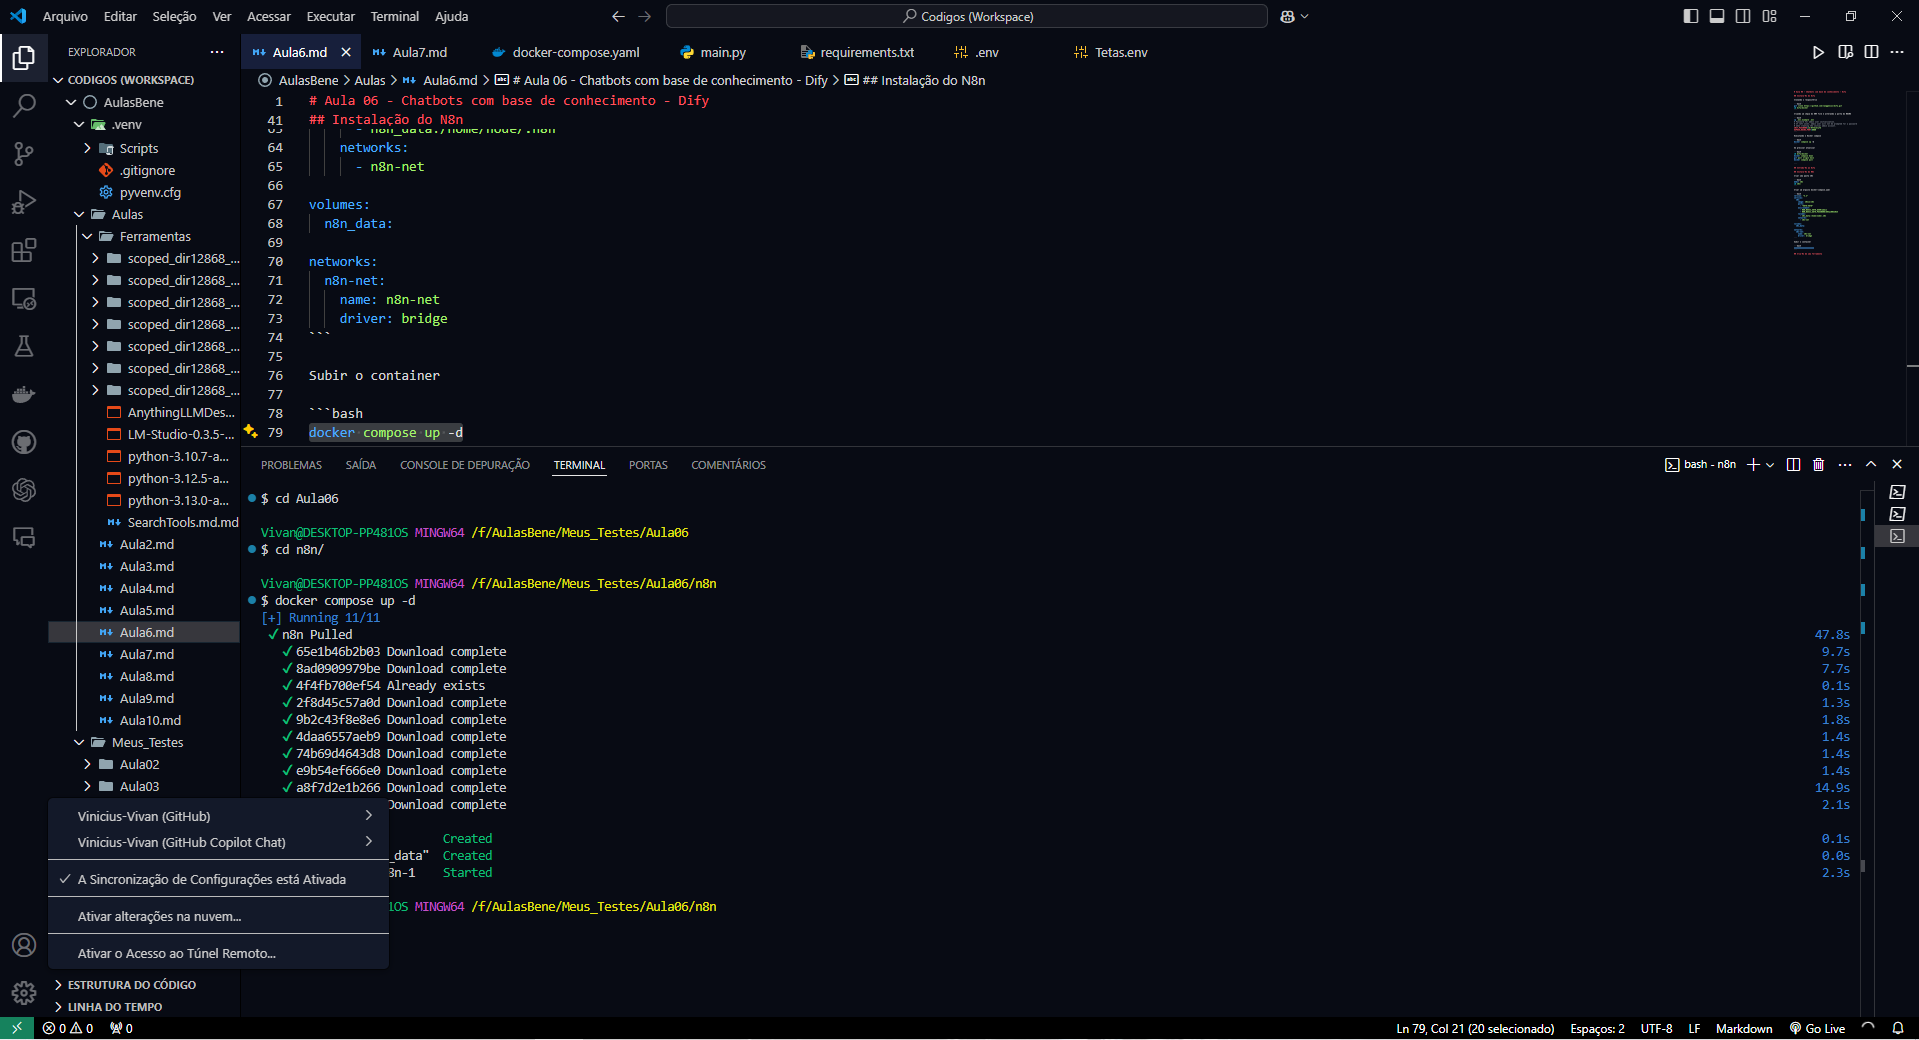 Arquivo Editar Seleção Ver Acessar Executar Terminal Ajuda
Codigos (Workspace)
EXPLORADOR
CODIGOS (WORKSPACE)
AulasBene
.venv
Scripts
.gitignore
pyvenv.cfg
Aulas
Ferramentas
scoped_dir12868_...
scoped_dir12868_...
scoped_dir12868_...
scoped_dir12868_...
scoped_dir12868_...
scoped_dir12868_...
scoped_dir12868_...
AnythingLLMDes...
LM-Studio-0.3.5-...
python-3.10.7-a...
python-3.12.5-a...
python-3.13.0-a...
SearchTools.md.md
Aula2.md
Aula3.md
Aula4.md
Aula5.md
Aula6.md
Aula7.md
Aula8.md
Aula9.md
Aula10.md
Meus_Testes
Aula02
Aula03
Vinicius-Vivan (GitHub)
Vinicius-Vivan (GitHub Copilot Chat)
A Sincronização de Configurações está Ativada
Ativar alterações na nuvem...
Ativar o Acesso ao Túnel Remoto...
ESTRUTURA DO CÓDIGO
LINHA DO TEMPO
Aula6.md Aula7.md docker-compose.yaml main.py requirements.txt .env Tetas.env
AulasBene > Aulas > Aula6.md > # Aula 06 - Chatbots com base de conhecimento - Dify > ## Instalação do N8n
1 # Aula 06 - Chatbots com base de conhecimento - Dify
41 ## Instalação do N8n
63 - n8n_data:/home/node/.n8n
64 networks:
65 - n8n-net
66
67 volumes:
68 n8n_data:
69
70 networks:
71 n8n-net:
72 name: n8n-net
73 driver: bridge
74 ```
75
76 Subir o container
77
78 ```bash
79 docker compose up -d
PROBLEMAS SAÍDA CONSOLE DE DEPURAÇÃO TERMINAL PORTAS COMENTÁRIOS
bash - n8n
$ cd Aula06
Vivan@DESKTOP-PP481OS MINGW64 /f/AulasBene/Meus_Testes/Aula06
$ cd n8n/
Vivan@DESKTOP-PP481OS MINGW64 /f/AulasBene/Meus_Testes/Aula06/n8n
$ docker compose up -d
[+] Running 11/11
✓ n8n Pulled 47.8s
✓ 65e1b46b2b03 Download complete 9.7s
✓ 8ad0909979be Download complete 7.7s
✓ 4f4fb700ef54 Already exists 0.1s
✓ 2f8d45c57a0d Download complete 1.3s
✓ 9b2c43f8e8e6 Download complete 1.8s
✓ 4daa6557aeb9 Download complete 1.4s
✓ 74b69d4643d8 Download complete 1.4s
✓ e9b54ef666e0 Download complete 1.4s
✓ a8f7d2e1b266 Download complete 14.9s
Download complete 2.1s
Created 0.1s
_data" Created 0.0s
8n-1 Started 2.3s
1OS MINGW64 /f/AulasBene/Meus_Testes/Aula06/n8n
0 0 0
Ln 79, Col 21 (20 selecionado) Espaços: 2 UTF-8 LF Markdown Go Live